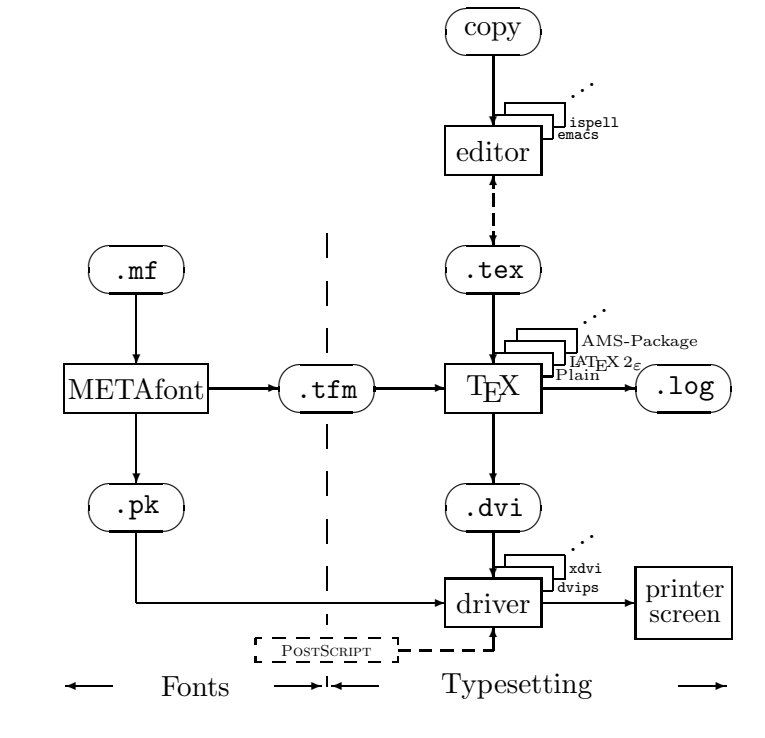 copy
ispell
emacs
editor
.mf
.tex
AMS-Package
LATEX 2ε
Plain
METAfont
.tfm
TEX
.log
.pk
.dvi
xdvi
dvips
driver
printer
screen
POSTSCRIPT
Fonts
Typesetting